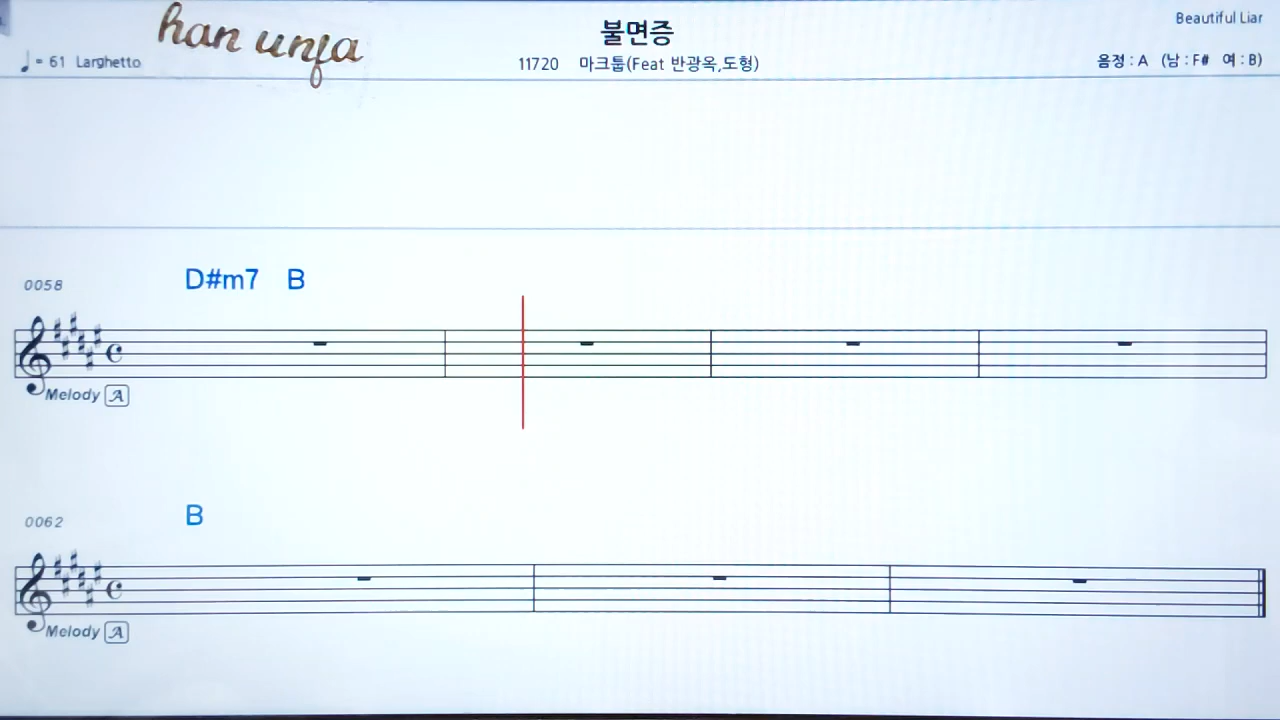 han unfa
불면증
Beautiful Liar
♩ = 61 Larghetto
11720 마크툽(Feat 반광옥,도형)
음정 : A (남 : F# 여 : B)
0058
D#m7 B
Melody A
0062
B
Melody A